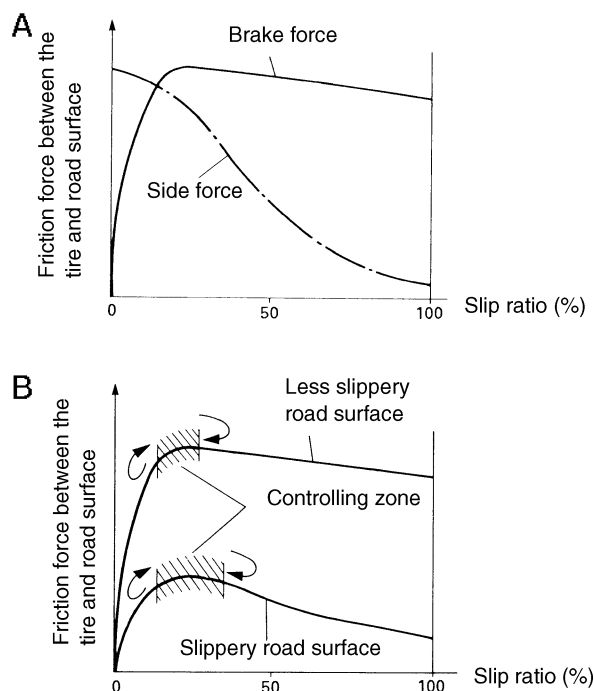 A
Friction force between the
tire and road surface
Brake force
Side force
0
50
100
Slip ratio (%)
B
Friction force between the
tire and road surface
Less slippery
road surface
Controlling zone
Slippery road surface
0
50
100
Slip ratio (%)